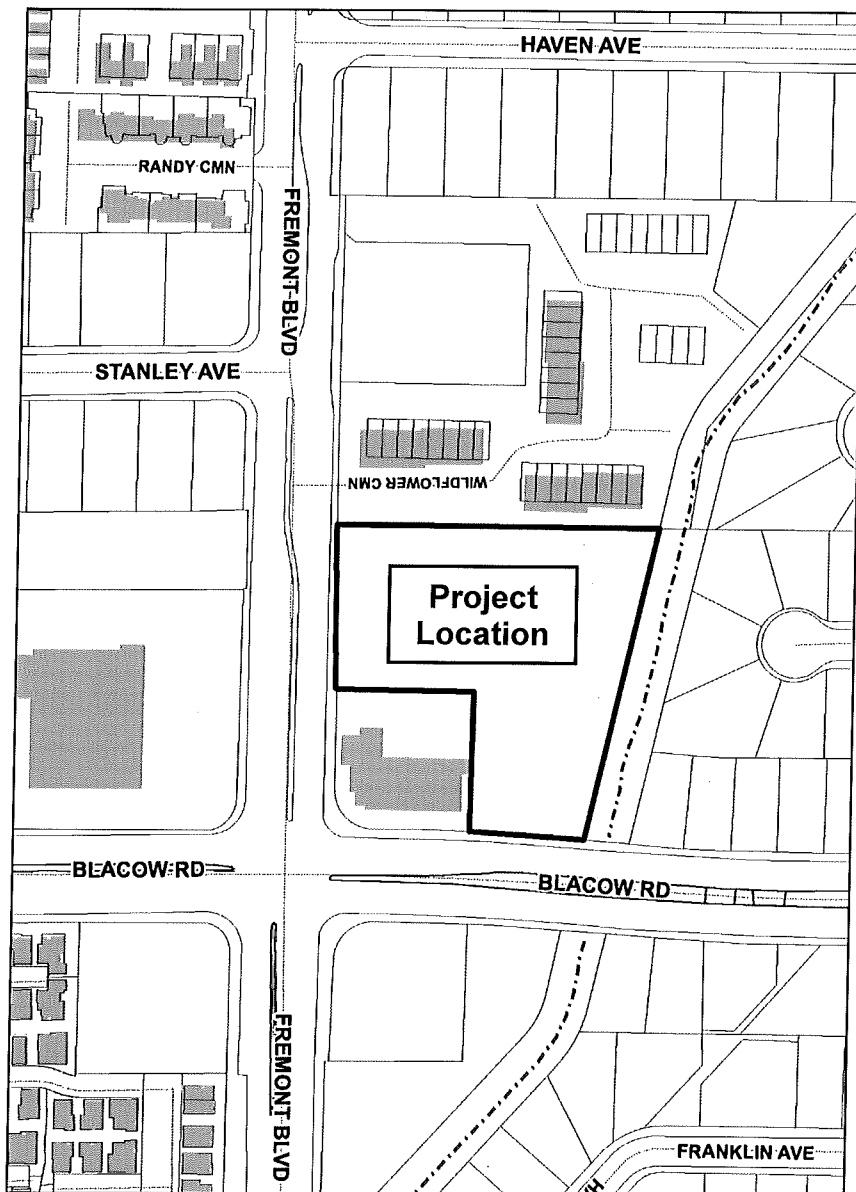 HAVEN AVE
RANDY CMN
FREMONT BLVD
STANLEY AVE
WILDFLOWER CMN
Project
Location
BLACOW RD
BLACOW RD
FREMONT BLVD
FRANKLIN AVE